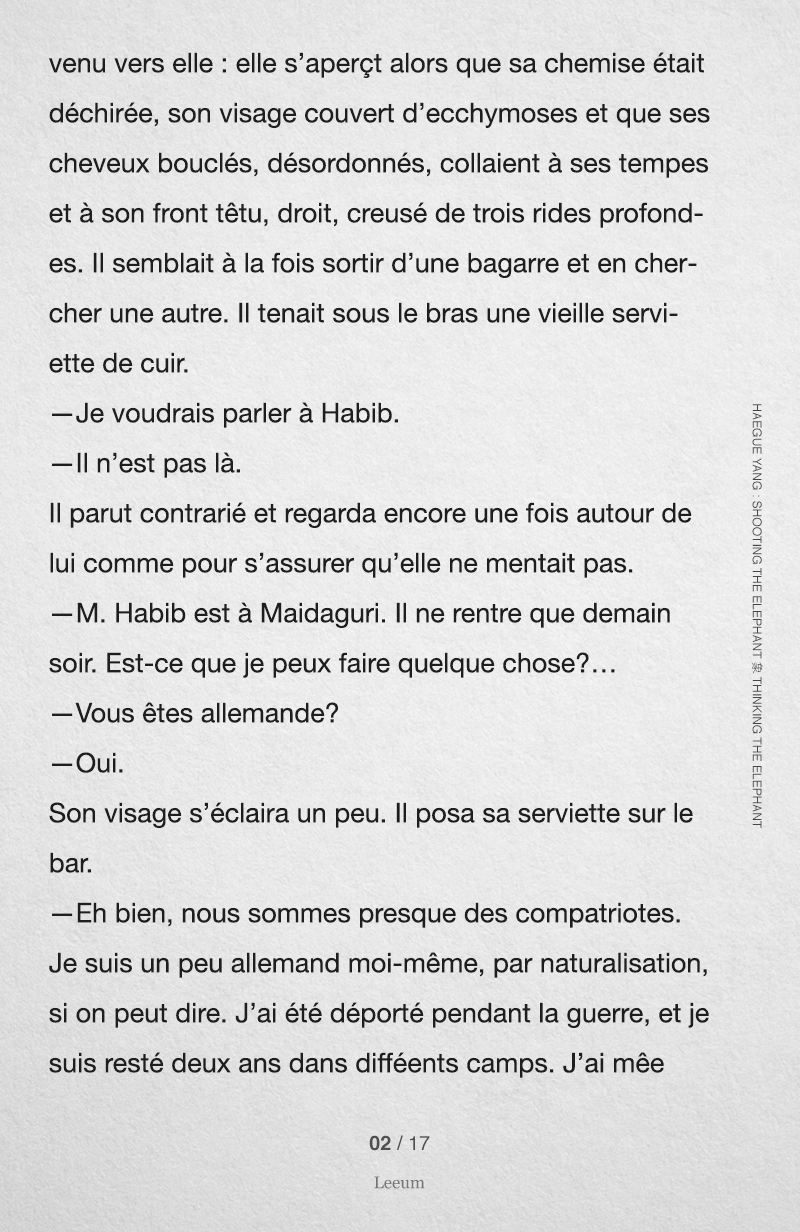 venu vers elle : elle s’aperçt alors que sa chemise était
déchirée, son visage couvert d’ecchymoses et que ses
cheveux bouclés, désordonnés, collaient à ses tempes
et à son front têtu, droit, creusé de trois rides profond-
es. Il semblait à la fois sortir d’une bagarre et en cher-
cher une autre. Il tenait sous le bras une vieille servi-
ette de cuir.
—Je voudrais parler à Habib.
—Il n’est pas là.
Il parut contrarié et regarda encore une fois autour de
lui comme pour s’assurer qu’elle ne mentait pas.
—M. Habib est à Maidaguri. Il ne rentre que demain
soir. Est-ce que je peux faire quelque chose?…
—Vous êtes allemande?
—Oui.
Son visage s’éclaira un peu. Il posa sa serviette sur le
bar.
—Eh bien, nous sommes presque des compatriotes.
Je suis un peu allemand moi-même, par naturalisation,
si on peut dire. J’ai été déporté pendant la guerre, et je
suis resté deux ans dans difféents camps. J’ai mêe
HAEGUE YANG : SHOOTING THE ELEPHANT 象 THINKING THE ELEPHANT
02 / 17
Leeum